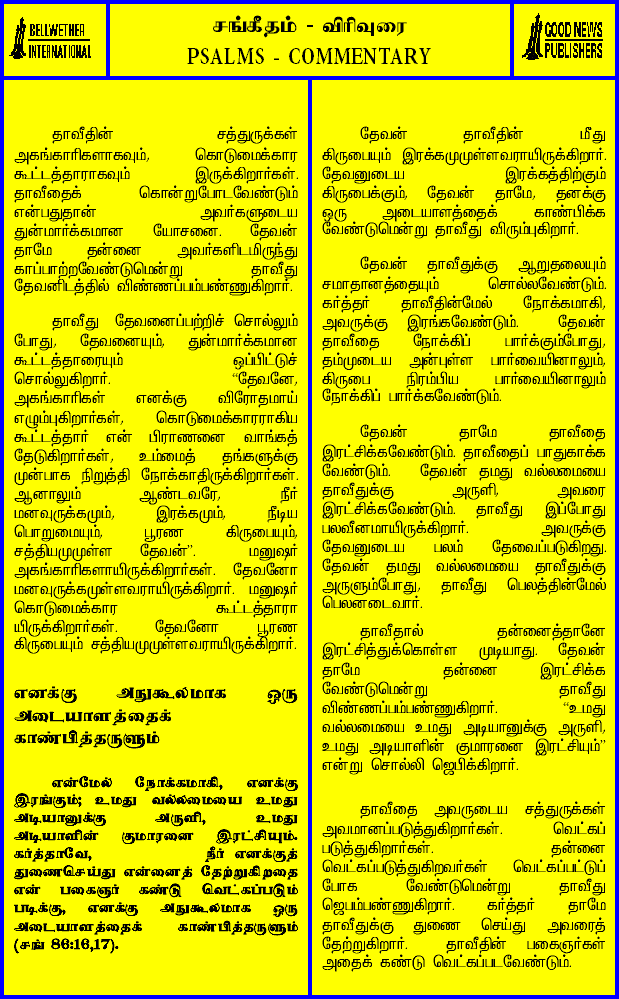 BELLWETHER
INTERNATIONAL
சங்கீதம் - விரிவுரை
PSALMS - COMMENTARY
GOOD NEWS
PUBLISHERS
தாவீதின் சத்துருக்கள்
அகங்காரிகளாகவும், கொடுமைக்கார
கூட்டத்தாராகவும் இருக்கிறார்கள்.
தாவீதைக் கொன்றுபோடவேண்டும்
என்பதுதான் அவர்களுடைய
துன்மார்க்கமான யோசனை. தேவன்
தாமே தன்னை அவர்களிடமிருந்து
காப்பாற்றவேண்டுமென்று தாவீது
தேவனிடத்தில் விண்ணப்பம்பண்ணுகிறார்.
தாவீது தேவனைப்பற்றிச் சொல்லும்
போது, தேவனையும், துன்மார்க்கமான
கூட்டத்தாரையும் ஒப்பிட்டுச்
சொல்லுகிறார். “தேவனே,
அகங்காரிகள் எனக்கு விரோதமாய்
எழும்புகிறார்கள், கொடுமைக்காரராகிய
கூட்டத்தார் என் பிராணனை வாங்கத்
தேடுகிறார்கள், உம்மைத் தங்களுக்கு
முன்பாக நிறுத்தி நோக்காதிருக்கிறார்கள்.
ஆனாலும் ஆண்டவரே, நீர்
மனவுருக்கமும், இரக்கமும், நீடிய
பொறுமையும், பூரண கிருபையும்,
சத்தியமுமுள்ள தேவன்”. மனுஷர்
அகங்காரிகளாயிருக்கிறார்கள். தேவனோ
மனவுருக்கமுள்ளவராயிருக்கிறார். மனுஷர்
கொடுமைக்கார கூட்டத்தாரா
யிருக்கிறார்கள். தேவனோ பூரண
கிருபையும் சத்தியமுமுள்ளவராயிருக்கிறார்.
எனக்கு அநுகூலமாக ஒரு
அடையாளத்தைக்
காண்பித்தருளும்
என்மேல் நோக்கமாகி, எனக்கு
இரங்கும்; உமது வல்லமையை உமது
அடியானுக்கு அருளி, உமது
அடியாளின் குமாரனை இரட்சியும்.
கர்த்தாவே, நீர் எனக்குத்
துணைசெய்து என்னைத் தேற்றுகிறதை
என் பகைஞர் கண்டு வெட்கப்படும்
படிக்கு, எனக்கு அநுகூலமாக ஒரு
அடையாளத்தைக் காண்பித்தருளும்
(சங் 86:16,17).
தேவன் தாவீதின் மீது
கிருபையும் இரக்கமுமுள்ளவராயிருக்கிறார்.
தேவனுடைய இரக்கத்திற்கும்
கிருபைக்கும், தேவன் தாமே, தனக்கு
ஒரு அடையாளத்தைக் காண்பிக்க
வேண்டுமென்று தாவீது விரும்புகிறார்.
தேவன் தாவீதுக்கு ஆறுதலையும்
சமாதானத்தையும் சொல்லவேண்டும்.
கர்த்தர் தாவீதின்மேல் நோக்கமாகி,
அவருக்கு இரங்கவேண்டும். தேவன்
தாவீதை நோக்கிப் பார்க்கும்போது,
தம்முடைய அன்புள்ள பார்வையினாலும்,
கிருபை நிரம்பிய பார்வையினாலும்
நோக்கிப் பார்க்கவேண்டும்.
தேவன் தாமே தாவீதை
இரட்சிக்கவேண்டும். தாவீதைப் பாதுகாக்க
வேண்டும். தேவன் தமது வல்லமையை
தாவீதுக்கு அருளி, அவரை
இரட்சிக்கவேண்டும். தாவீது இப்போது
பலவீனமாயிருக்கிறார். அவருக்கு
தேவனுடைய பலம் தேவைப்படுகிறது.
தேவன் தமது வல்லமையை தாவீதுக்கு
அருளும்போது, தாவீது பெலத்தின்மேல்
பெலனடைவார்.
தாவீதால் தன்னைத்தானே
இரட்சித்துக்கொள்ள முடியாது. தேவன்
தாமே தன்னை இரட்சிக்க
வேண்டுமென்று தாவீது
விண்ணப்பம்பண்ணுகிறார். “உமது
வல்லமையை உமது அடியானுக்கு அருளி,
உமது அடியாளின் குமாரனை இரட்சியும்”
என்று சொல்லி ஜெபிக்கிறார்.
தாவீதை அவருடைய சத்துருக்கள்
அவமானப்படுத்துகிறார்கள். வெட்கப்
படுத்துகிறார்கள். தன்னை
வெட்கப்படுத்துகிறவர்கள் வெட்கப்பட்டுப்
போக வேண்டுமென்று தாவீது
ஜெபம்பண்ணுகிறார். கர்த்தர் தாமே
தாவீதுக்கு துணை செய்து அவரைத்
தேற்றுகிறார். தாவீதின் பகைஞர்கள்
அதைக் கண்டு வெட்கப்படவேண்டும்.